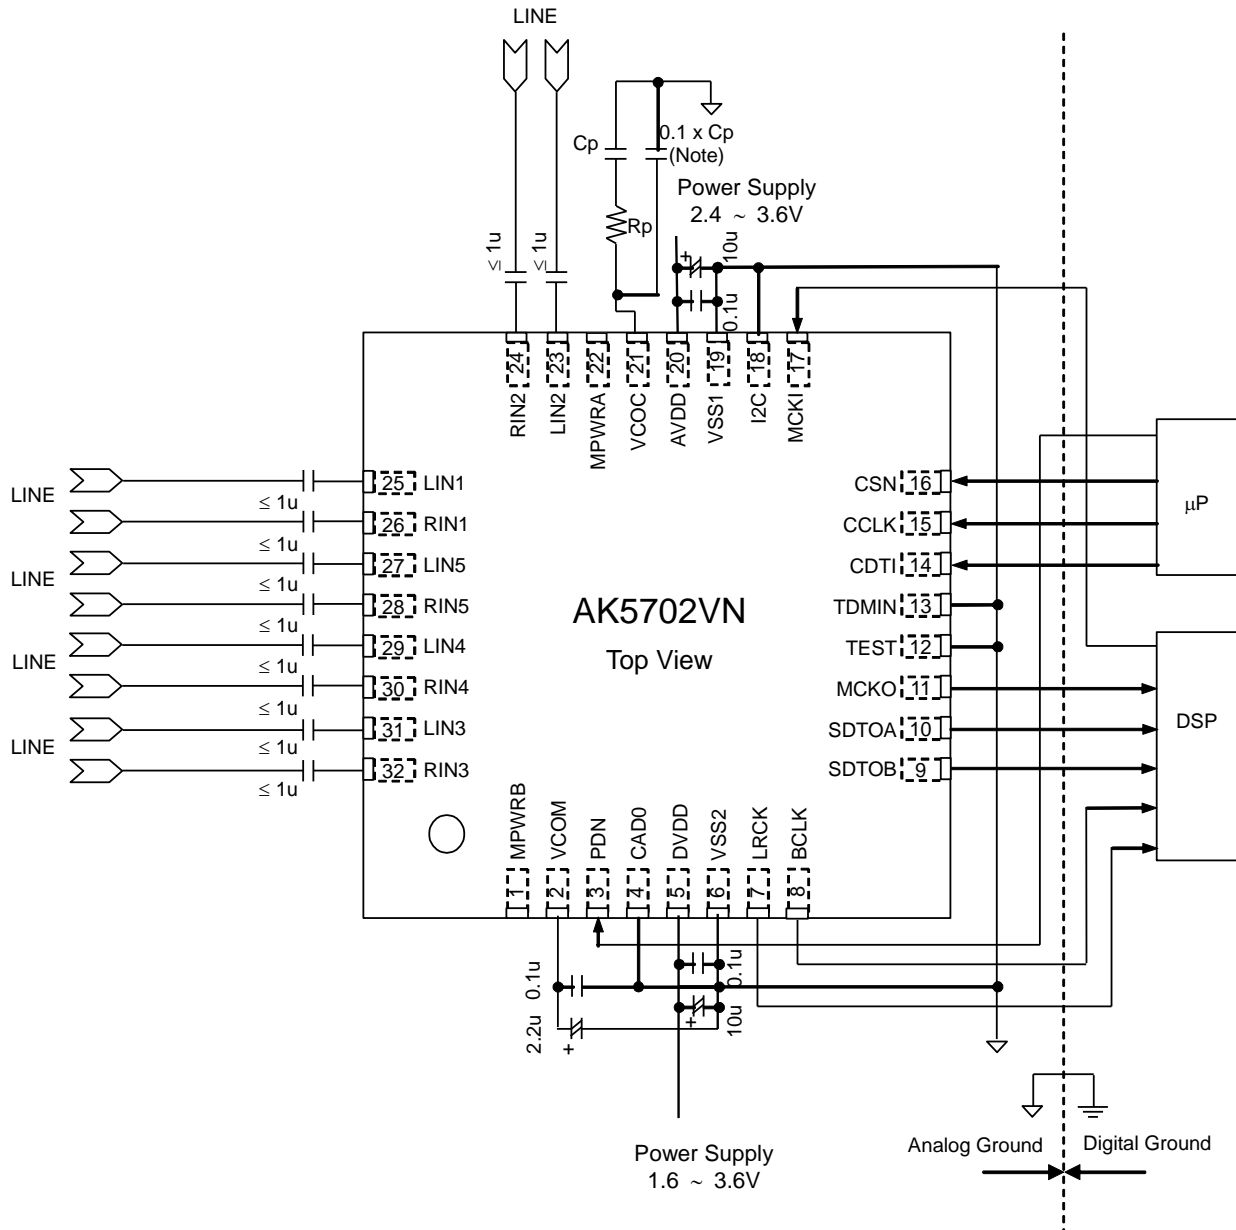 LINE
Cp
0.1 x Cp
(Note)
Rp
Power Supply
2.4 ~ 3.6V
≤ 1u
≤ 1u
+
10u
0.1u
24
23
22
21
20
19
18
17
RIN2
LIN2
MPWRA
VCOC
AVDD
VSS1
I2C
MCKI
LINE
≤ 1u
25 LIN1
≤ 1u
26 RIN1
LINE
≤ 1u
27 LIN5
≤ 1u
28 RIN5
LINE
≤ 1u
29 LIN4
≤ 1u
30 RIN4
LINE
≤ 1u
31 LIN3
≤ 1u
32 RIN3
AK5702VN
Top View
CSN 16
CCLK 15
CDTI 14
TDMIN 13
TEST 12
MCKO 11
SDTOA 10
SDTOB 9
μP
DSP
MPWRB
VCOM
PDN
CAD0
DVDD
VSS2
LRCK
BCLK
1
2
3
4
5
6
7
8
0.1u
2.2u
+
0.1u
+
10u
Power Supply
1.6 ~ 3.6V
Analog Ground
Digital Ground